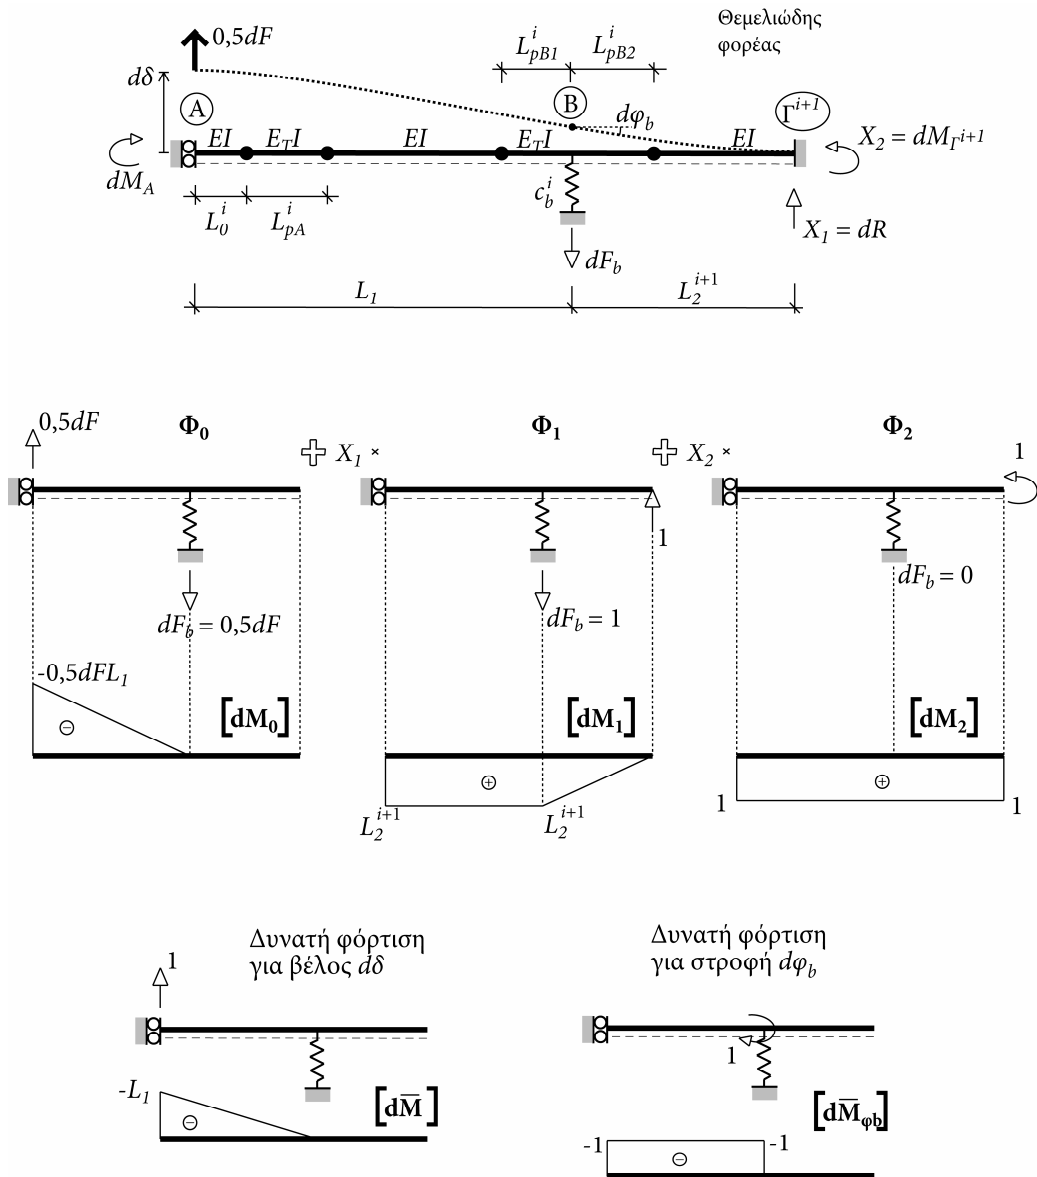 Θεμελιώδης
φορέας
0,5dF
L_{pB1}^{i} L_{pB2}^{i}
dδ
A
B
Γ^{i+1}
dφ_b
EI E_TI EI E_TI EI
X_2 = dM_{Γ^{i+1}}
dM_A
c_b^{i}
L_0^{i} L_{pA}^{i}
X_1 = dR
dF_b
L_1 L_2^{i+1}
0,5dF
Φ_0
Φ_1
Φ_2
X_1 ×
X_2 ×
1
1
dF_b = 0,5dF
dF_b = 1
dF_b = 0
-0,5dFL_1
[dM_0]
[dM_1]
[dM_2]
L_2^{i+1} L_2^{i+1}
1 1
Δυνατή φόρτιση
για βέλος dδ
1
-L_1
[dM̅]
Δυνατή φόρτιση
για στροφή dφ_b
1
[dM̅_{φb}]
-1 -1